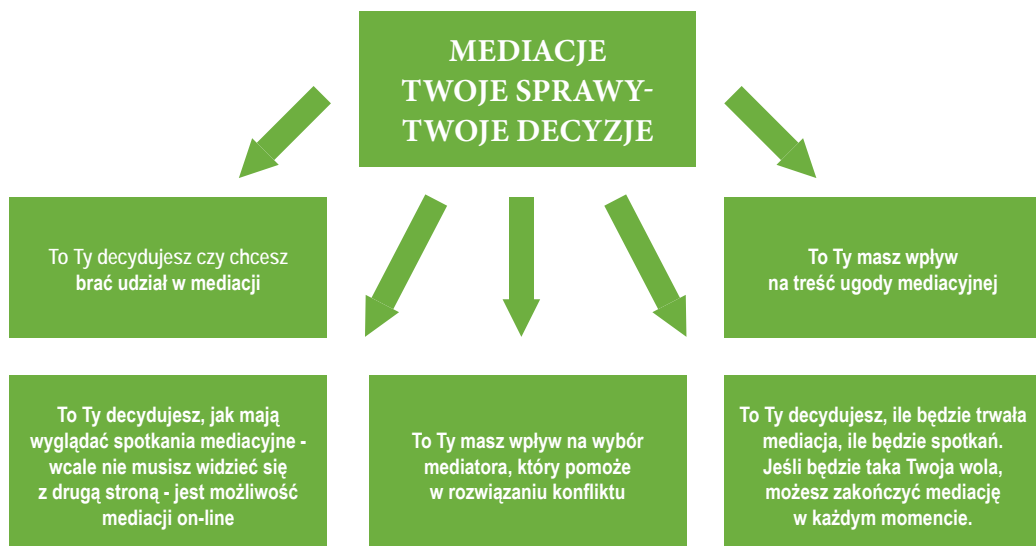 MEDIACJE
TWOJE SPRAWY-
TWOJE DECYZJE
To Ty decydujesz czy chcesz
brać udział w mediacji
To Ty masz wpływ
na treść ugody mediacyjnej
To Ty decydujesz, jak mają
wyglądać spotkania mediacyjne -
wcale nie musisz widzieć się
z drugą stroną - jest możliwość
mediacji on-line
To Ty masz wpływ na wybór
mediatora, który pomoże
w rozwiązaniu konfliktu
To Ty decydujesz, ile będzie trwała
mediacja, ile będzie spotkań.
Jeśli będzie taka Twoja wola,
możesz zakończyć mediację
w każdym momencie.